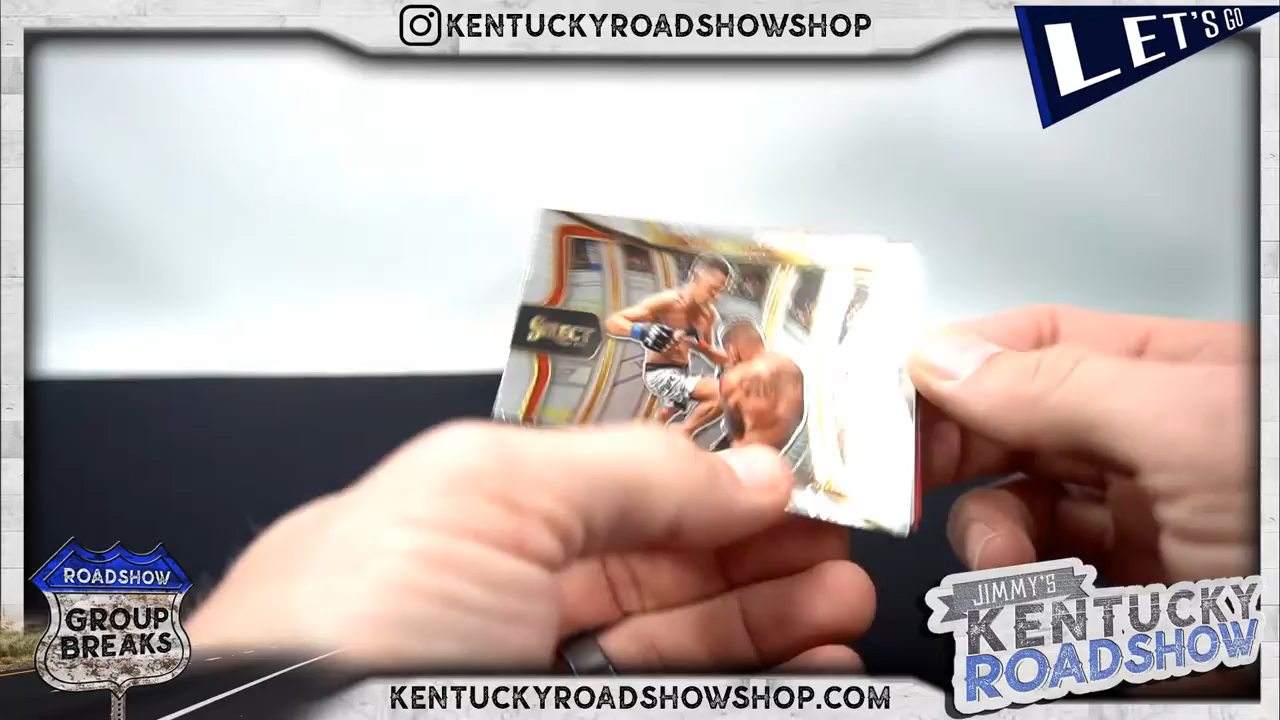 KENTUCKYROADSHOWSHOP
LET'S GO
SELECT
ROADSHOW
GROUP
BREAKS
JIMMY'S
KENTUCKY
ROADSHOW
KENTUCKYROADSHOWSHOP.COM